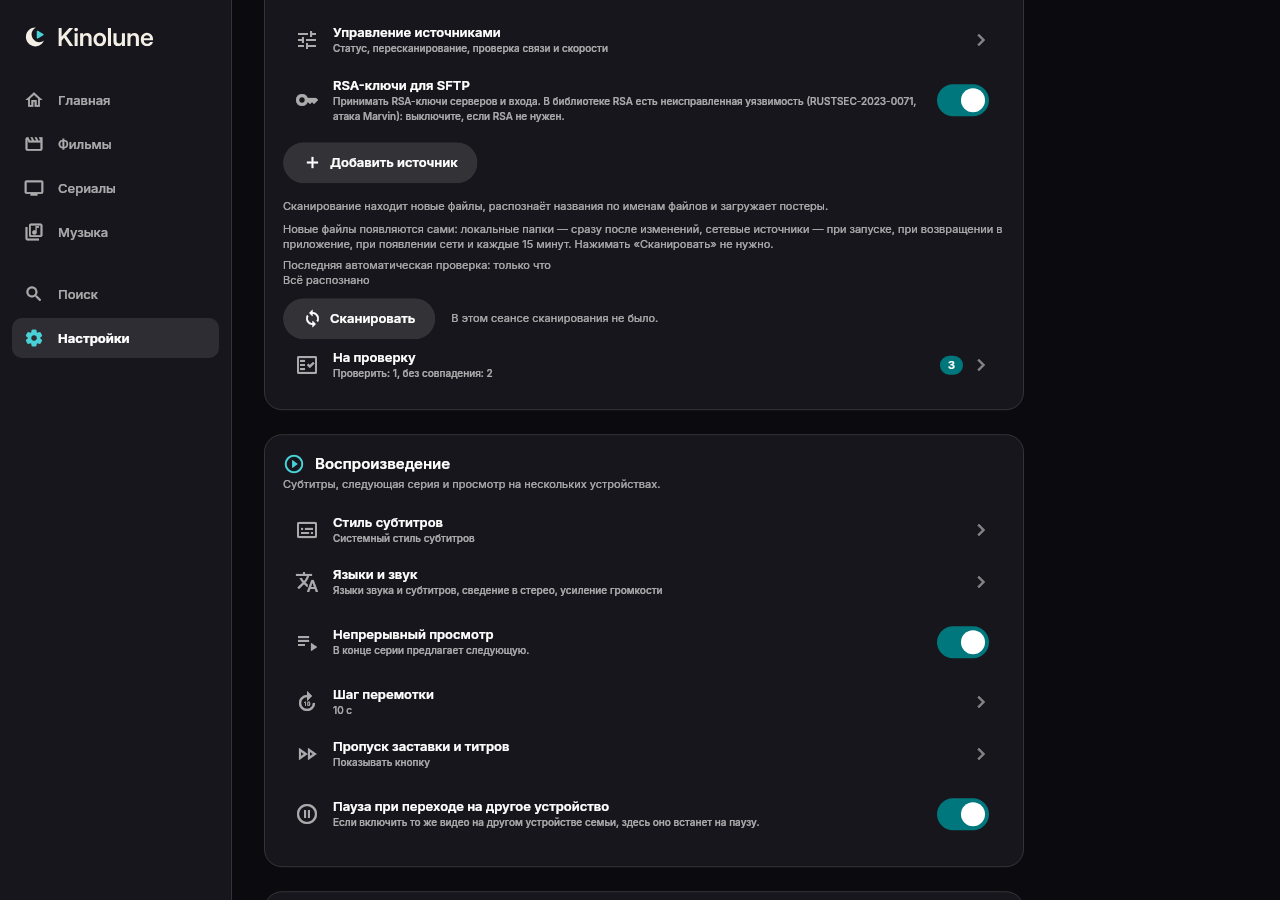 Kinolune
Главная
Фильмы
Сериалы
Музыка
Поиск
Настройки
Управление источниками
Статус, пересканирование, проверка связи и скорости
RSA-ключи для SFTP
Принимать RSA-ключи серверов и входа. В библиотеке RSA есть неисправленная уязвимость (RUSTSEC-2023-0071,
атака Marvin): выключите, если RSA не нужен.
Добавить источник
Сканирование находит новые файлы, распознаёт названия по именам файлов и загружает постеры.
Новые файлы появляются сами: локальные папки — сразу после изменений, сетевые источники — при запуске, при возвращении в
приложение, при появлении сети и каждые 15 минут. Нажимать «Сканировать» не нужно.
Последняя автоматическая проверка: только что
Всё распознано
Сканировать
В этом сеансе сканирования не было.
На проверку
Проверить: 1, без совпадения: 2
3
Воспроизведение
Субтитры, следующая серия и просмотр на нескольких устройствах.
Стиль субтитров
Системный стиль субтитров
Языки и звук
Языки звука и субтитров, сведение в стерео, усиление громкости
Непрерывный просмотр
В конце серии предлагает следующую.
Шаг перемотки
10 с
Пропуск заставки и титров
Показывать кнопку
Пауза при переходе на другое устройство
Если включить то же видео на другом устройстве семьи, здесь оно встанет на паузу.